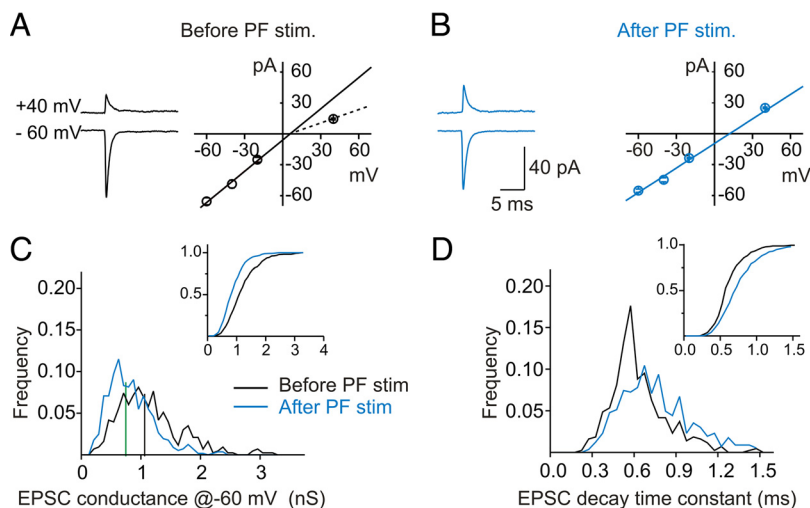 A Before PF stim.
B After PF stim.
pA 60
30
+40 mV
- 60 mV
-60 -30 30 60
-30
mV
-60
pA 60
30
-60 -30 30 60
-30
mV
-60
40 pA
5 ms
C
1.0
0.5
0 1 2 3 4
0.20
0.15
0.10
0.05
Frequency
Before PF stim
After PF stim
0 1 2 3
EPSC conductance @-60 mV (nS)
D
1.0
0.5
0.0 0.5 1.0 1.5
0.20
0.15
0.10
0.05
Frequency
0.0 0.3 0.6 0.9 1.2 1.5
EPSC decay time constant (ms)